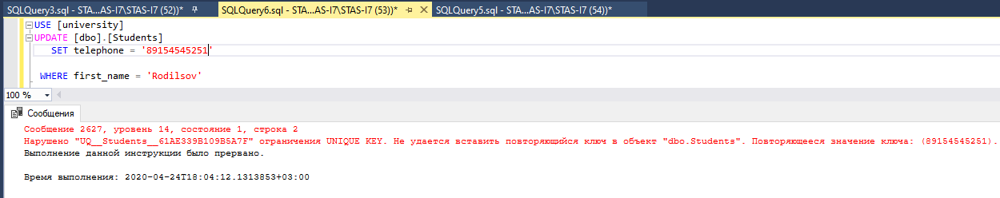 SQLQuery3.sql - STA...AS-I7\STAS-I7 (52))* SQLQuery6.sql - STA...AS-I7\STAS-I7 (53))* SQLQuery5.sql - STA...AS-I7\STAS-I7 (54))*
USE [university]
UPDATE [dbo].[Students]
SET telephone = '89154545251'
WHERE first_name = 'Rodilsov'
100 %
Сообщения
Сообщение 2627, уровень 14, состояние 1, строка 2
Нарушено "UQ__Students__61AE339B109B5A7F" ограничения UNIQUE KEY. Не удается вставить повторяющийся ключ в объект "dbo.Students". Повторяющееся значение ключа: (89154545251).
Выполнение данной инструкции было прервано.
Время выполнения: 2020-04-24T18:04:12.1313853+03:00